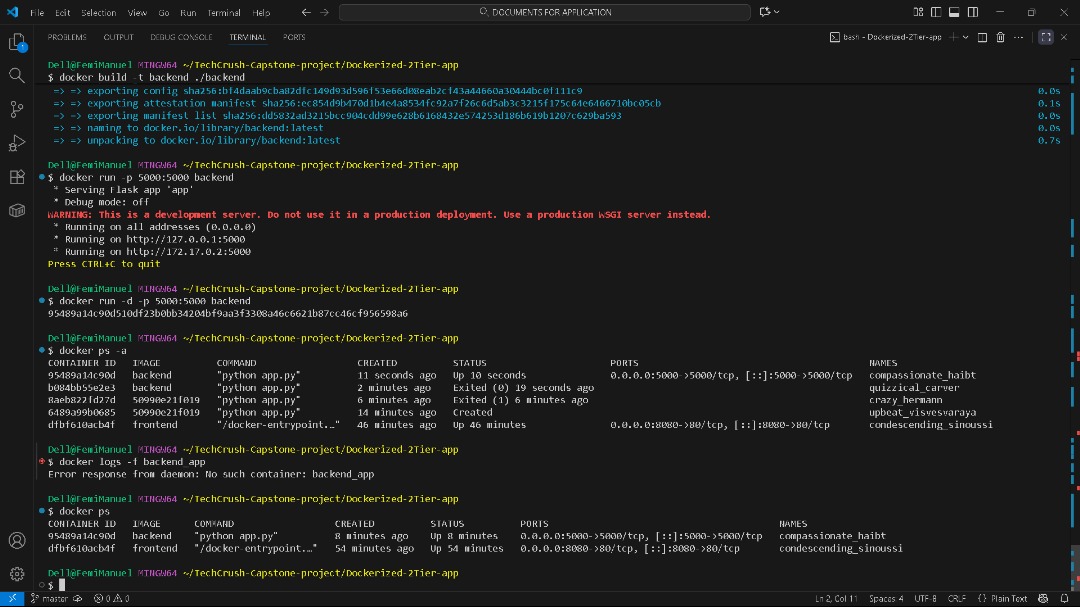 File Edit Selection View Go Run Terminal Help DOCUMENTS FOR APPLICATION
PROBLEMS OUTPUT DEBUG CONSOLE TERMINAL PORTS bash - Dockerized-2Tier-app
Dell@FemiManuel MINGW64 ~/TechCrush-Capstone-project/Dockerized-2Tier-app
$ docker build -t backend ./backend
=> => exporting config sha256:bf4daab9cba82dfc149d93d596f53e66d08eab2cf43a44660a30444bc0f111c9 0.0s
=> => exporting attestation manifest sha256:ec854d9b470d1b4e4a8534fc92a7f26c6d5ab3c3215f175c64e6466710bc05cb 0.1s
=> => exporting manifest list sha256:dd5832ad3215bcc904cdd99e628b6168432e574253d186b619b1207c629ba593 0.0s
=> => naming to docker.io/library/backend:latest 0.0s
=> => unpacking to docker.io/library/backend:latest 0.7s
Dell@FemiManuel MINGW64 ~/TechCrush-Capstone-project/Dockerized-2Tier-app
$ docker run -p 5000:5000 backend
* Serving Flask app 'app'
* Debug mode: off
WARNING: This is a development server. Do not use it in a production deployment. Use a production WSGI server instead.
* Running on all addresses (0.0.0.0)
* Running on http://127.0.0.1:5000
* Running on http://172.17.0.2:5000
Press CTRL+C to quit
Dell@FemiManuel MINGW64 ~/TechCrush-Capstone-project/Dockerized-2Tier-app
$ docker run -d -p 5000:5000 backend
95489a14c90d510df23b0bb34204bf9aa3f3308a46c6621b87cc46cf956598a6
Dell@FemiManuel MINGW64 ~/TechCrush-Capstone-project/Dockerized-2Tier-app
$ docker ps -a
CONTAINER ID IMAGE COMMAND CREATED STATUS PORTS NAMES
95489a14c90d backend "python app.py" 11 seconds ago Up 10 seconds 0.0.0.0:5000->5000/tcp, [::]:5000->5000/tcp compassionate_haibt
b084bb55e2e3 backend "python app.py" 2 minutes ago Exited (0) 19 seconds ago quizzical_carver
8aeb822fd27d 50990e21f019 "python app.py" 6 minutes ago Exited (1) 6 minutes ago crazy_hermann
6489a99b0685 50990e21f019 "python app.py" 14 minutes ago Created upbeat_visvesvaraya
dfbf610acb4f frontend "/docker-entrypoint.…" 46 minutes ago Up 46 minutes 0.0.0.0:8080->80/tcp, [::]:8080->80/tcp condescending_sinoussi
Dell@FemiManuel MINGW64 ~/TechCrush-Capstone-project/Dockerized-2Tier-app
$ docker logs -f backend_app
Error response from daemon: No such container: backend_app
Dell@FemiManuel MINGW64 ~/TechCrush-Capstone-project/Dockerized-2Tier-app
$ docker ps
CONTAINER ID IMAGE COMMAND CREATED STATUS PORTS NAMES
95489a14c90d backend "python app.py" 8 minutes ago Up 8 minutes 0.0.0.0:5000->5000/tcp, [::]:5000->5000/tcp compassionate_haibt
dfbf610acb4f frontend "/docker-entrypoint.…" 54 minutes ago Up 54 minutes 0.0.0.0:8080->80/tcp, [::]:8080->80/tcp condescending_sinoussi
Dell@FemiManuel MINGW64 ~/TechCrush-Capstone-project/Dockerized-2Tier-app
$
master 0 0 Ln 2, Col 11 Spaces: 4 UTF-8 CRLF {} Plain Text